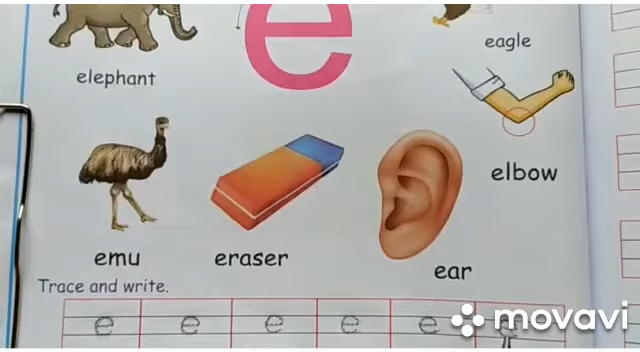 e
eagle
elephant
elbow
emu
eraser
ear
Trace and write.
e e e e e e
movavi